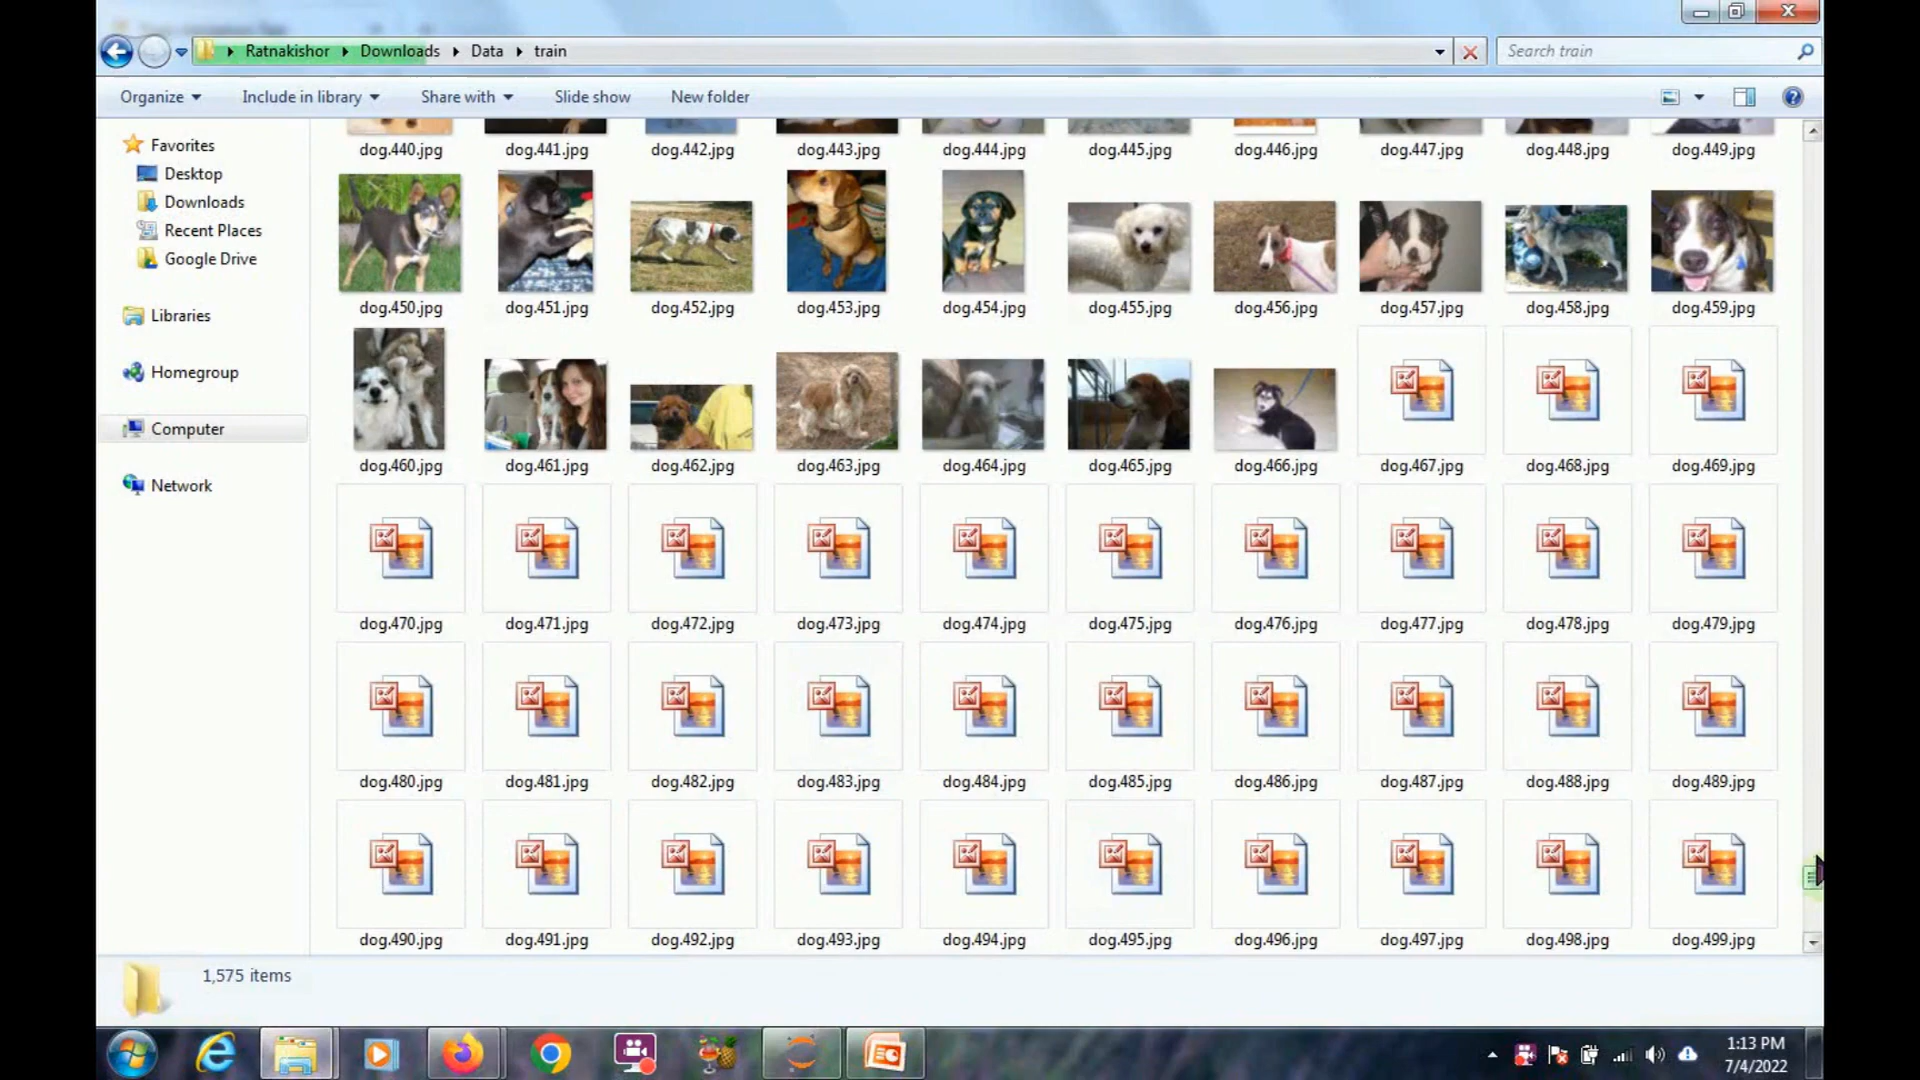 Ratnakishor Downloads Data train
Search train
Organize Include in library Share with Slide show New folder
Favorites
Desktop
Downloads
Recent Places
Google Drive
Libraries
Homegroup
Computer
Network
dog.440.jpg dog.441.jpg dog.442.jpg dog.443.jpg dog.444.jpg dog.445.jpg dog.446.jpg dog.447.jpg dog.448.jpg dog.449.jpg
dog.450.jpg dog.451.jpg dog.452.jpg dog.453.jpg dog.454.jpg dog.455.jpg dog.456.jpg dog.457.jpg dog.458.jpg dog.459.jpg
dog.460.jpg dog.461.jpg dog.462.jpg dog.463.jpg dog.464.jpg dog.465.jpg dog.466.jpg dog.467.jpg dog.468.jpg dog.469.jpg
dog.470.jpg dog.471.jpg dog.472.jpg dog.473.jpg dog.474.jpg dog.475.jpg dog.476.jpg dog.477.jpg dog.478.jpg dog.479.jpg
dog.480.jpg dog.481.jpg dog.482.jpg dog.483.jpg dog.484.jpg dog.485.jpg dog.486.jpg dog.487.jpg dog.488.jpg dog.489.jpg
dog.490.jpg dog.491.jpg dog.492.jpg dog.493.jpg dog.494.jpg dog.495.jpg dog.496.jpg dog.497.jpg dog.498.jpg dog.499.jpg
1,575 items
1:13 PM
7/4/2022